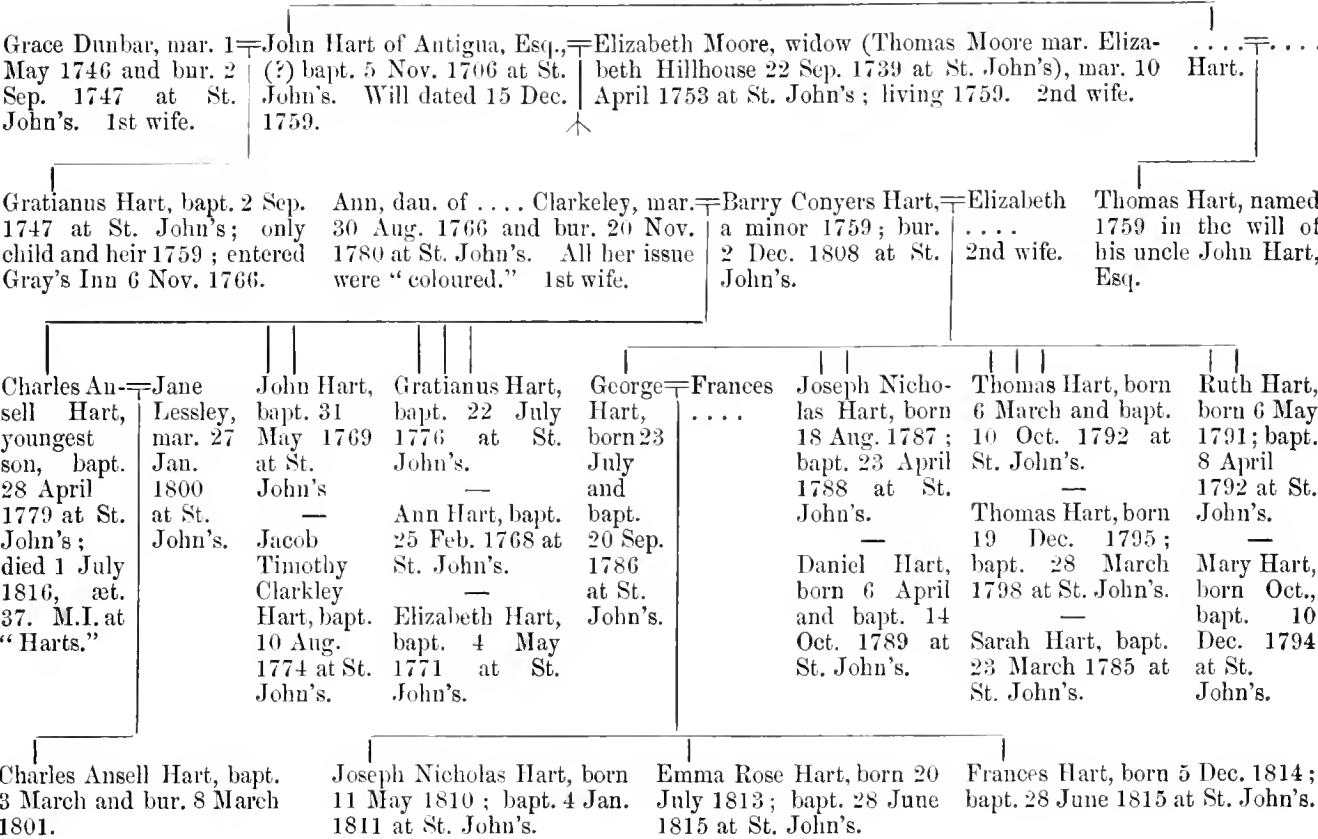 Grace Dunbar, mar. 1
May 1746 and bur. 2
Sep. 1747 at St.
John's. 1st wife.
John Hart of Antigua, Esq.,
(?) bapt. 5 Nov. 1706 at St.
John's. Will dated 15 Dec.
1759.
Elizabeth Moore, widow (Thomas Moore mar. Eliza-
beth Hillhouse 22 Sep. 1739 at St. John's), mar. 10
April 1753 at St. John's ; living 1759. 2nd wife.
. . . . = . . . .
Hart.
Gratianus Hart, bapt. 2 Sep.
1747 at St. John's ; only
child and heir 1759 ; entered
Gray's Inn 6 Nov. 1766.
Ann, dau. of . . . . Clarkeley, mar.
30 Aug. 1766 and bur. 20 Nov.
1780 at St. John's. All her issue
were “ coloured.” 1st wife.
Barry Conyers Hart,
a minor 1759 ; bur.
2 Dec. 1808 at St.
John's.
Elizabeth
. . . .
2nd wife.
Thomas Hart, named
1759 in the will of
his uncle John Hart,
Esq.
Charles An-
sell Hart,
youngest
son, bapt.
28 April
1779 at St.
John's ;
died 1 July
1816, æt.
37. M.I. at
“ Harts.”
Jane
Lessley,
mar. 27
Jan.
1800
at St.
John's.
John Hart,
bapt. 31
May 1769
at St.
John's
—
Jacob
Timothy
Clarkley
Hart, bapt.
10 Aug.
1774 at St.
John's.
Gratianus Hart,
bapt. 22 July
1776 at St.
John's.
—
Ann Hart, bapt.
25 Feb. 1768 at
St. John's.
—
Elizabeth Hart,
bapt. 4 May
1771 at St.
John's.
George
Hart,
born 23
July
and
bapt.
20 Sep.
1786
at St.
John's.
Frances
. . . .
Joseph Nicho-
las Hart, born
18 Aug. 1787 ;
bapt. 23 April
1788 at St.
John's.
—
Daniel Hart,
born 6 April
and bapt. 14
Oct. 1789 at
St. John's.
Thomas Hart, born
6 March and bapt.
10 Oct. 1792 at
St. John's.
—
Thomas Hart, born
19 Dec. 1795 ;
bapt. 28 March
1798 at St. John's.
—
Sarah Hart, bapt.
23 March 1785 at
St. John's.
Ruth Hart,
born 6 May
1791; bapt.
8 April
1792 at St.
John's.
—
Mary Hart,
born Oct.,
bapt. 10
Dec. 1794
at St.
John's.
Charles Ansell Hart, bapt.
3 March and bur. 8 March
1801.
Joseph Nicholas Hart, born
11 May 1810 ; bapt. 4 Jan.
1811 at St. John's.
Emma Rose Hart, born 20
July 1813 ; bapt. 28 June
1815 at St. John's.
Frances Hart, born 5 Dec. 1814 ;
bapt. 28 June 1815 at St. John's.